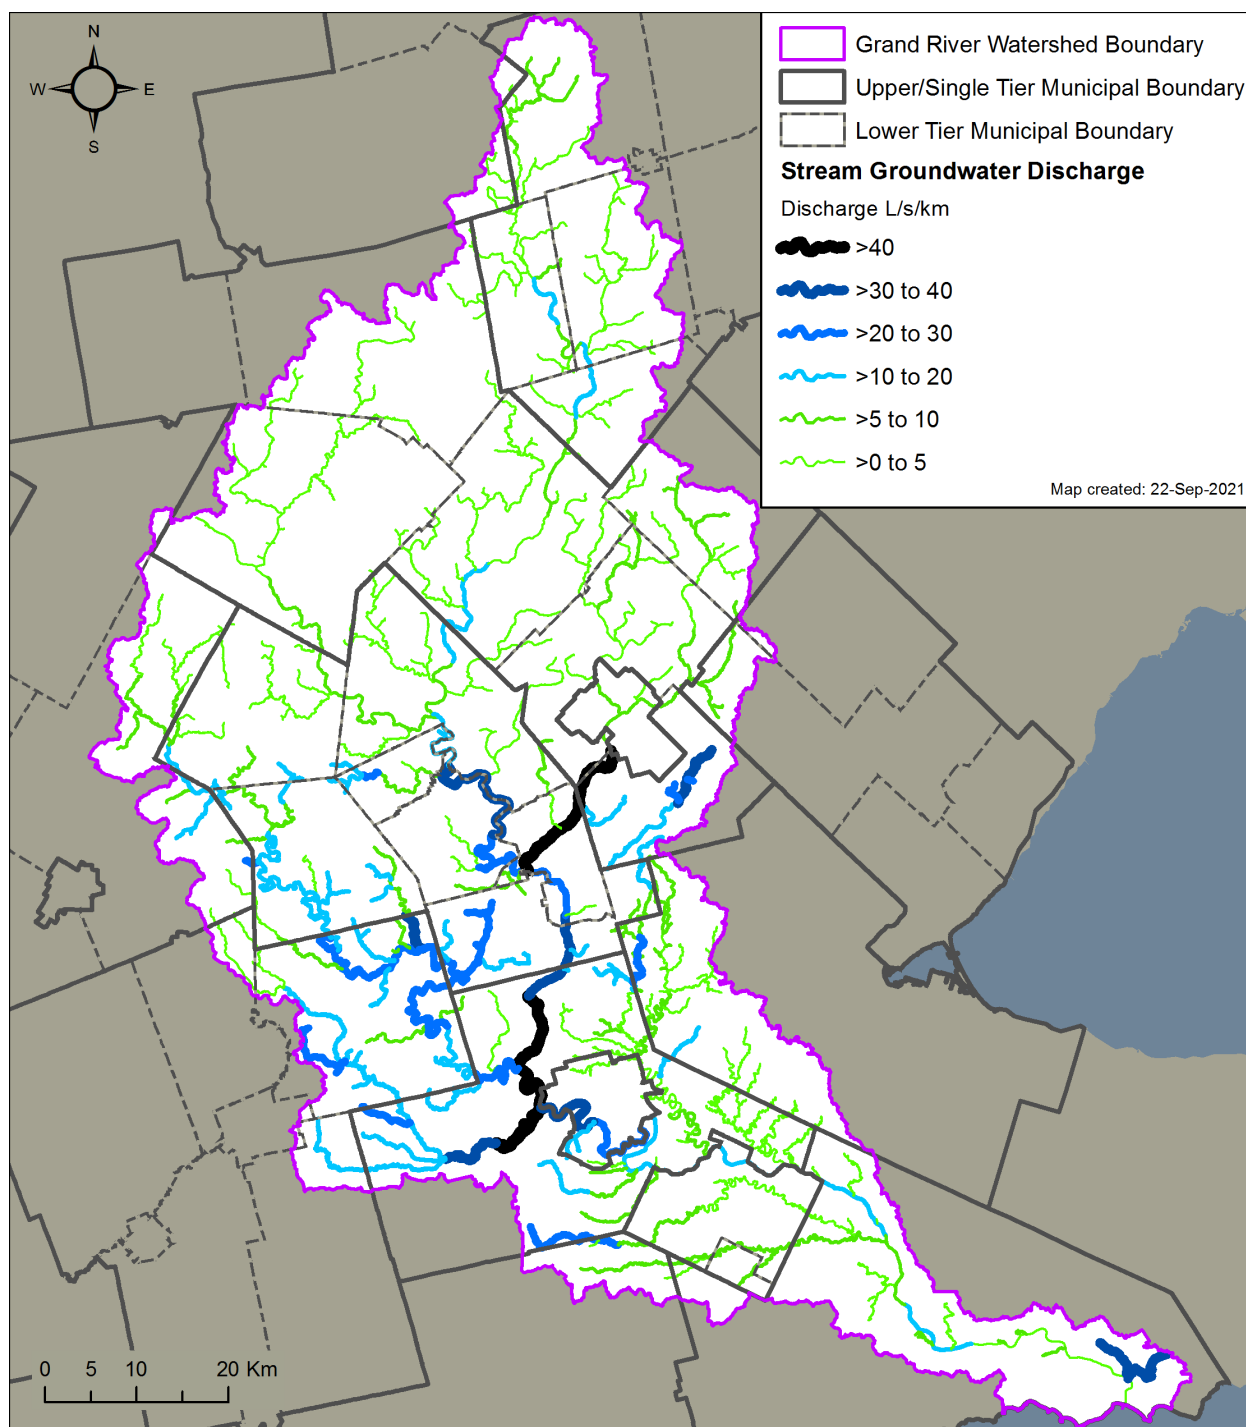 N
W E
S
Grand River Watershed Boundary
Upper/Single Tier Municipal Boundary
Lower Tier Municipal Boundary
Stream Groundwater Discharge
Discharge L/s/km
>40
>30 to 40
>20 to 30
>10 to 20
>5 to 10
>0 to 5
Map created: 22-Sep-2021
0 5 10 20 Km